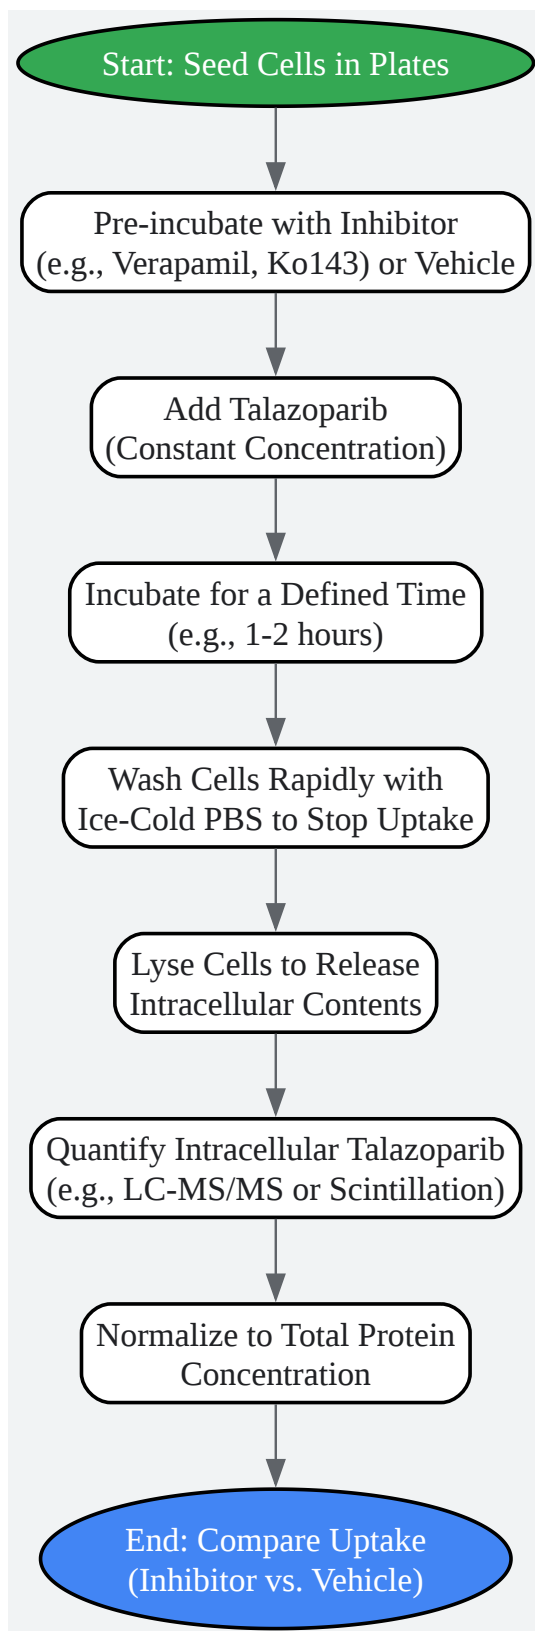 Start: Seed Cells in Plates
Pre-incubate with Inhibitor
(e.g., Verapamil, Ko143) or Vehicle
Add Talazoparib
(Constant Concentration)
Incubate for a Defined Time
(e.g., 1-2 hours)
Wash Cells Rapidly with
Ice-Cold PBS to Stop Uptake
Lyse Cells to Release
Intracellular Contents
Quantify Intracellular Talazoparib
(e.g., LC-MS/MS or Scintillation)
Normalize to Total Protein
Concentration
End: Compare Uptake
(Inhibitor vs. Vehicle)